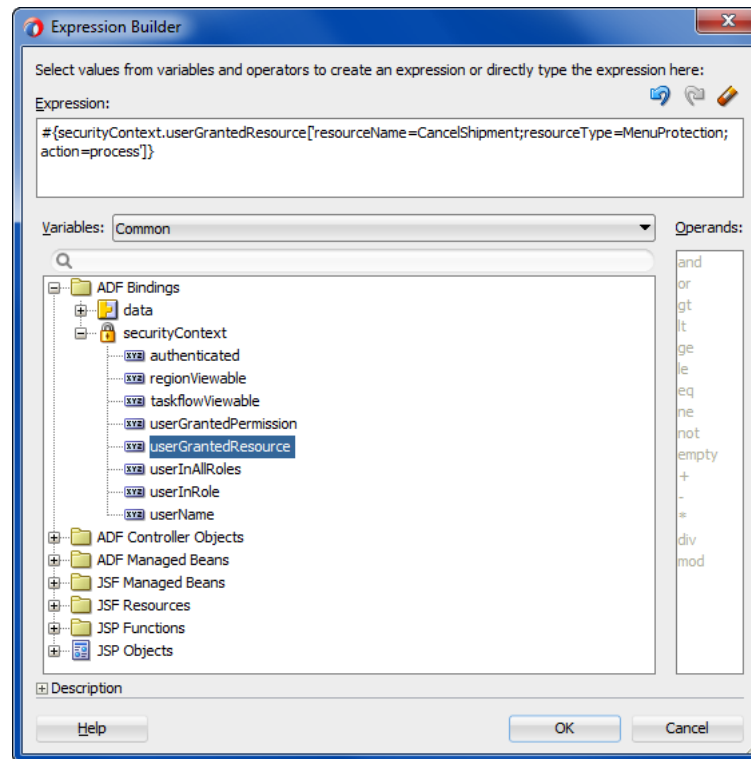 Expression Builder
Select values from variables and operators to create an expression or directly type the expression here:
Expression:
#{securityContext.userGrantedResource['resourceName=CancelShipment;resourceType=MenuProtection;
action=process']}
Variables: Common Operands:
ADF Bindings
data
securityContext
authenticated
regionViewable
taskflowViewable
userGrantedPermission
userGrantedResource
userInAllRoles
userInRole
userName
ADF Controller Objects
ADF Managed Beans
JSF Managed Beans
JSF Resources
JSP Functions
JSP Objects
and
or
gt
lt
ge
le
eq
ne
not
empty
+
-
*
div
mod
Description
Help OK Cancel